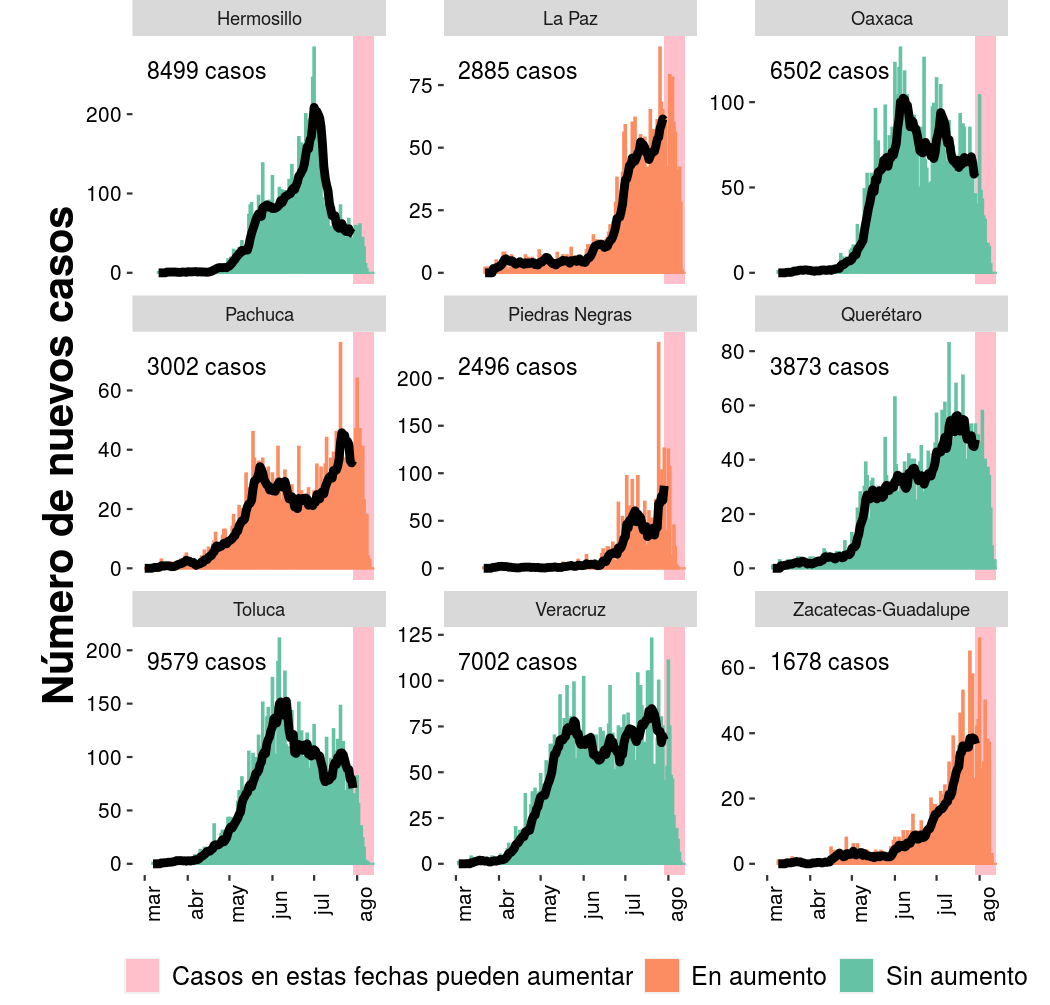 Número de nuevos casos
Hermosillo
8499 casos
200
100
0
La Paz
2885 casos
75
50
25
0
Oaxaca
6502 casos
100
50
0
Pachuca
3002 casos
60
40
20
0
Piedras Negras
2496 casos
200
150
100
50
0
Querétaro
3873 casos
80
60
40
20
0
Toluca
9579 casos
200
150
100
50
0
mar abr may jun jul ago
Veracruz
7002 casos
125
100
75
50
25
0
mar abr may jun jul ago
Zacatecas-Guadalupe
1678 casos
60
40
20
0
mar abr may jun jul ago
Casos en estas fechas pueden aumentar En aumento Sin aumento